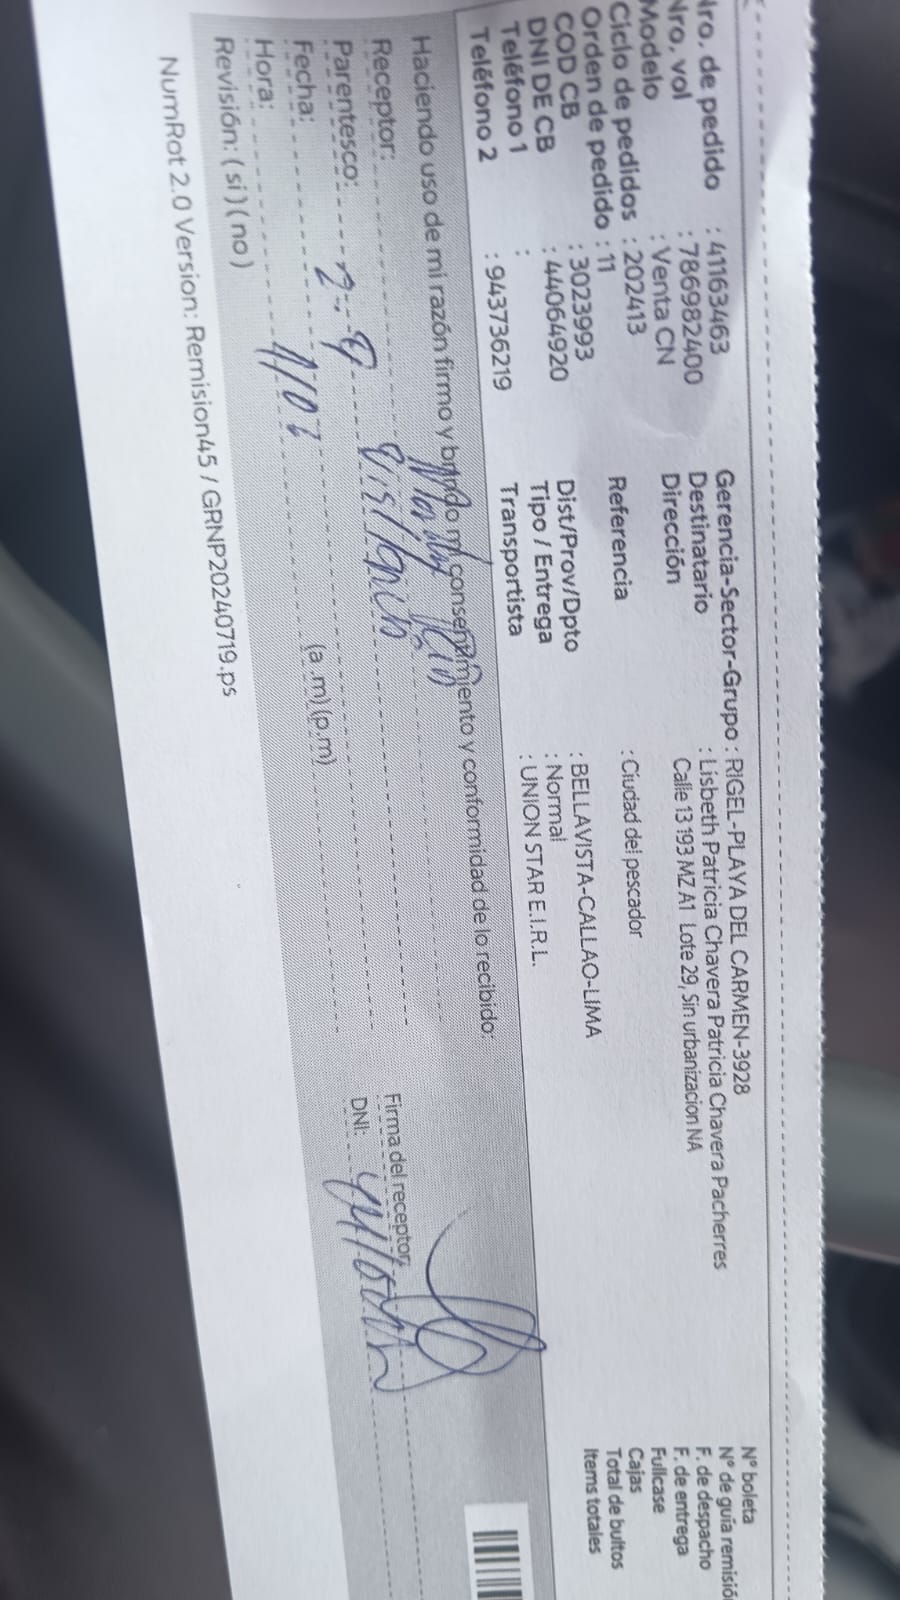 Nro. de pedido : 41163463
Nro. vol : 786982400
Modelo : Venta CN
Ciclo de pedidos : 202413
Orden de pedido : 11
COD CB : 3023993
DNI DE CB : 44064920
Teléfono 1 :
Teléfono 2 : 943736219
Gerencia-Sector-Grupo : RIGEL-PLAYA DEL CARMEN-3928
Destinatario : Lisbeth Patricia Chavera Patricia Chavera Pacherres
Dirección Calle 13 193 MZ A1 Lote 29, Sin urbanizacion NA
Referencia : Ciudad del pescador
Dist/Prov/Dpto : BELLAVISTA-CALLAO-LIMA
Tipo / Entrega : Normal
Transportista : UNION STAR E.I.R.L.
N° boleta
N° de guía remisió
F. de despacho
F. de entrega
Fullcase
Cajas
Total de bultos
Items totales
Haciendo uso de mi razón firmo y brindo mi consentimiento y conformidad de lo recibido:
Receptor:
Parentesco:
Fecha:
Hora: (a .m) (p.m)
Revisión: ( si ) ( no )
Firma del receptor
DNI:
NumRot 2.0 Version: Remision45 / GRNP20240719.ps